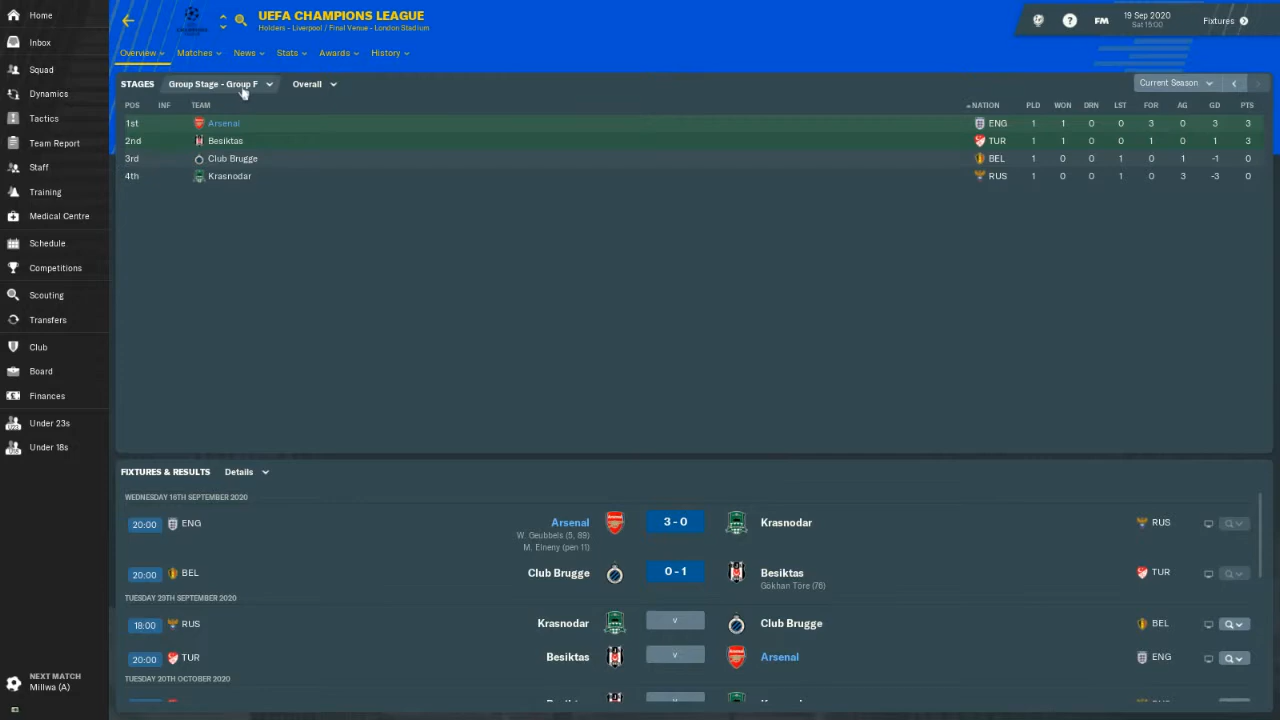 Home
Inbox
Squad
Dynamics
Tactics
Team Report
Staff
Training
Medical Centre
Schedule
Competitions
Scouting
Transfers
Club
Board
Finances
Under 23s
Under 18s
NEXT MATCH
Millwa (A)
UEFA CHAMPIONS LEAGUE
Holders - Liverpool / Final Venue - London Stadium
FM 19 Sep 2020 Fixtures
Sat 15:00
Overview Matches News Stats Awards History
STAGES Group Stage - Group F Overall Current Season
POS INF TEAM NATION PLD WON DRN LST FOR AG GD PTS
1st Arsenal ENG 1 1 0 0 3 0 3 3
2nd Besiktas TUR 1 1 0 0 1 0 1 3
3rd Club Brugge BEL 1 0 0 1 0 1 -1 0
4th Krasnodar RUS 1 0 0 1 0 3 -3 0
FIXTURES & RESULTS Details
WEDNESDAY 16TH SEPTEMBER 2020
20:00 ENG Arsenal 3 - 0 Krasnodar RUS
W. Geubbels (5, 89)
M. Elneny (pen 11)
20:00 BEL Club Brugge 0 - 1 Besiktas TUR
Gökhan Töre (76)
TUESDAY 29TH SEPTEMBER 2020
18:00 RUS Krasnodar v Club Brugge BEL
20:00 TUR Besiktas v Arsenal ENG
TUESDAY 20TH OCTOBER 2020